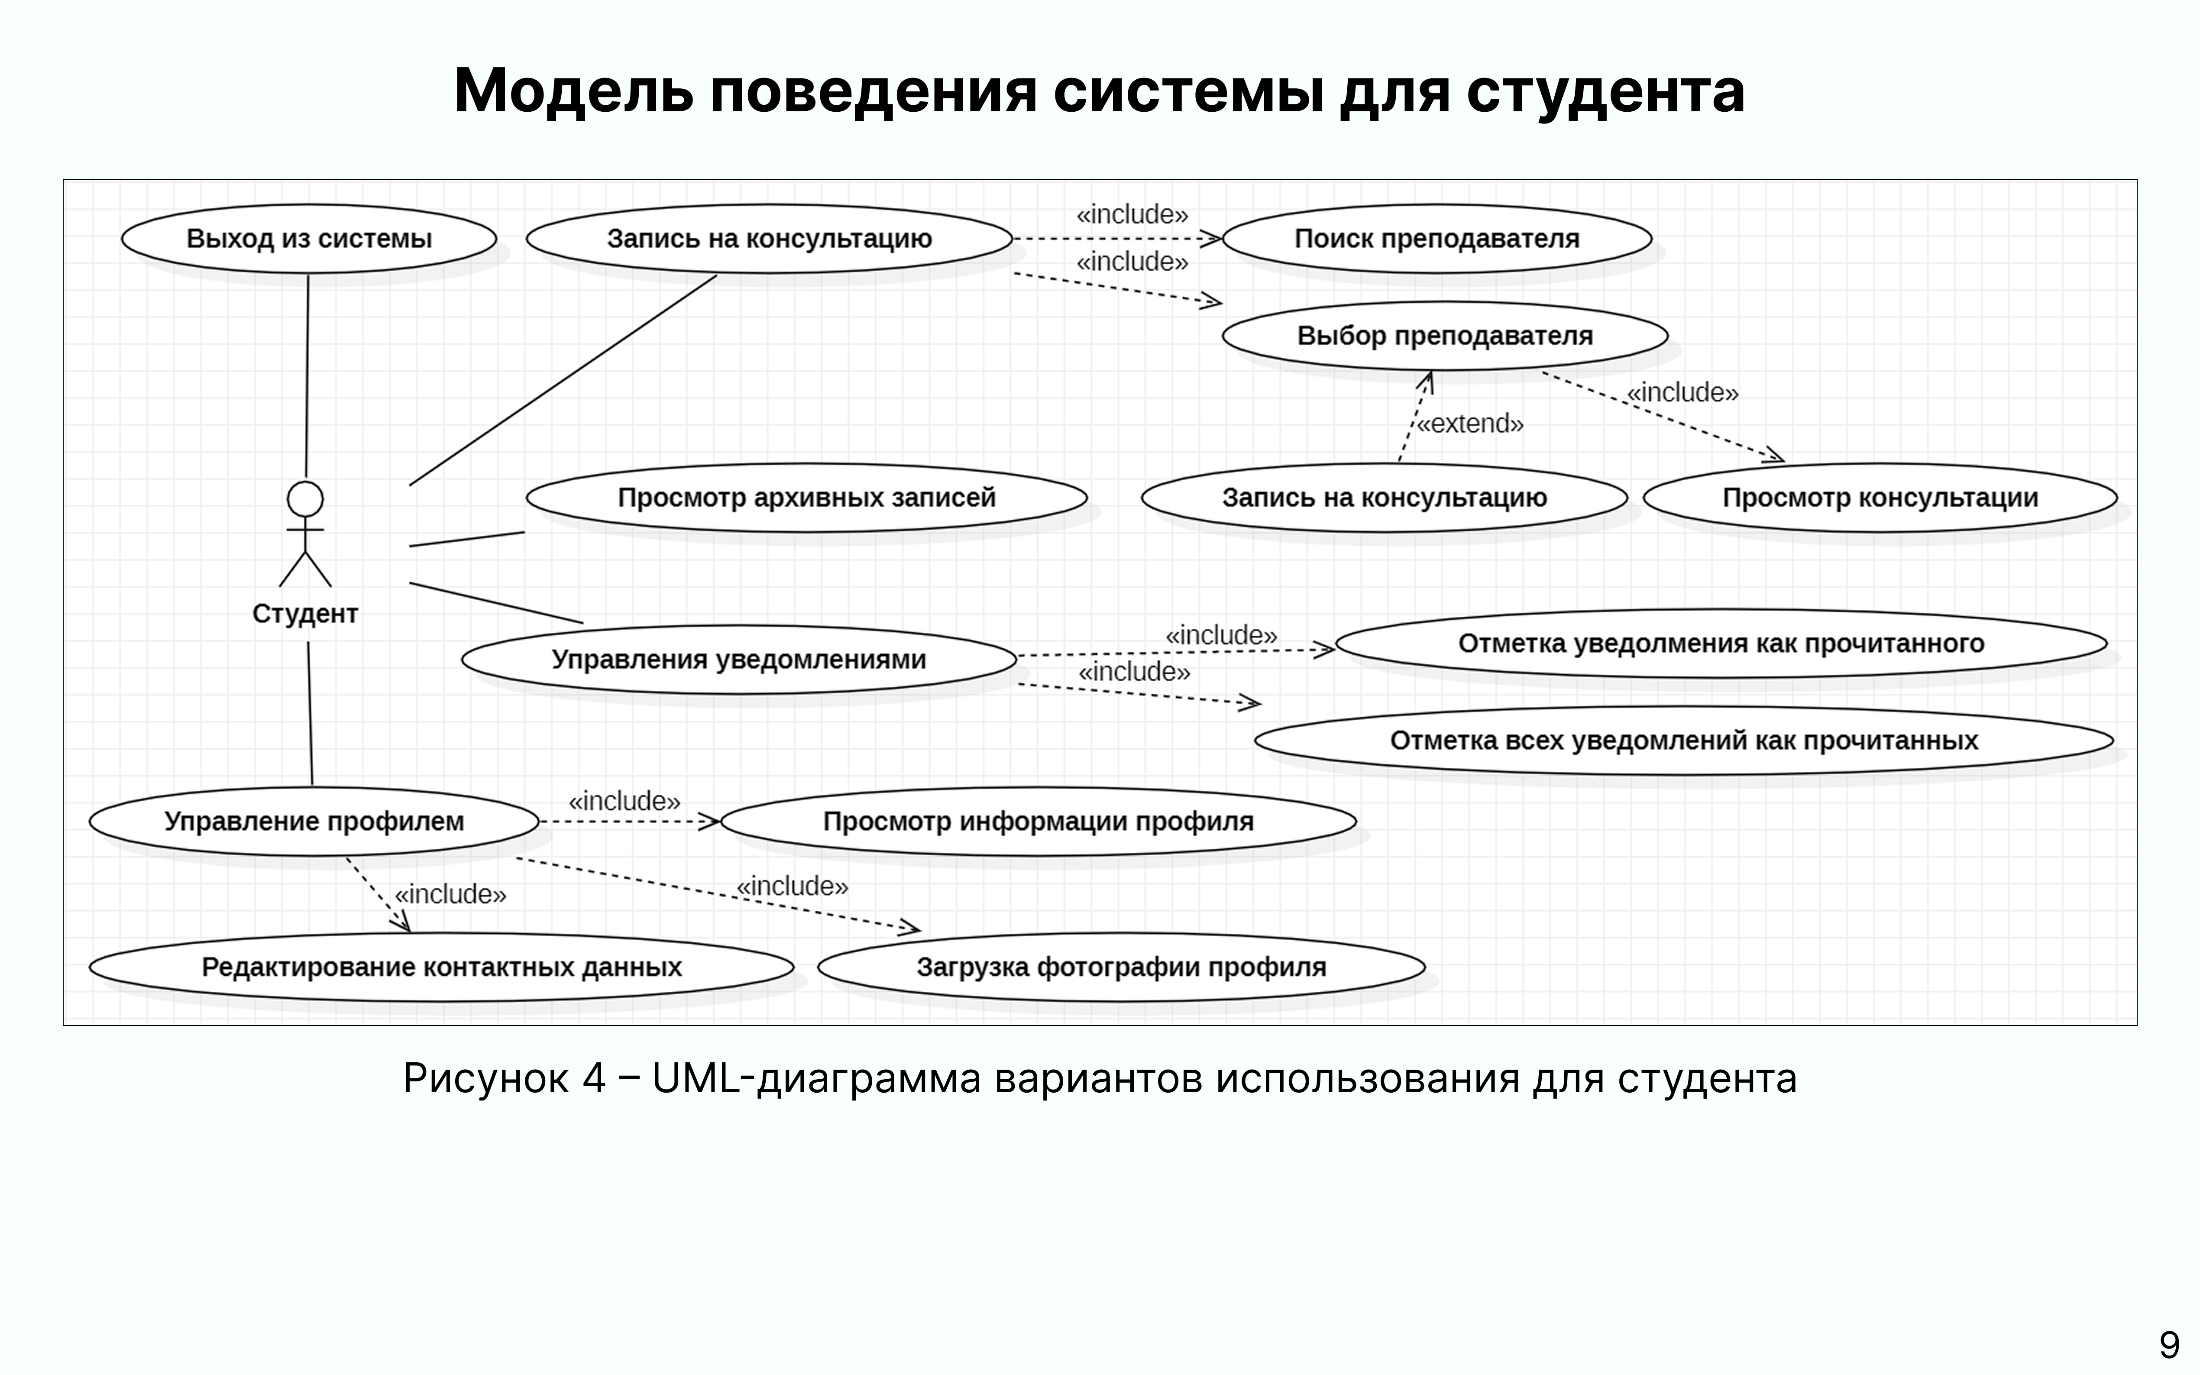 Модель поведения системы для студента
Выход из системы
Запись на консультацию
«include»
Поиск преподавателя
«include»
Выбор преподавателя
«include»
«extend»
Просмотр архивных записей
Запись на консультацию
Просмотр консультации
Студент
«include»
Отметка уведолмения как прочитанного
Управления уведомлениями
«include»
Отметка всех уведомлений как прочитанных
Управление профилем
«include»
Просмотр информации профиля
«include»
«include»
Редактирование контактных данных
Загрузка фотографии профиля
Рисунок 4 – UML-диаграмма вариантов использования для студента
9